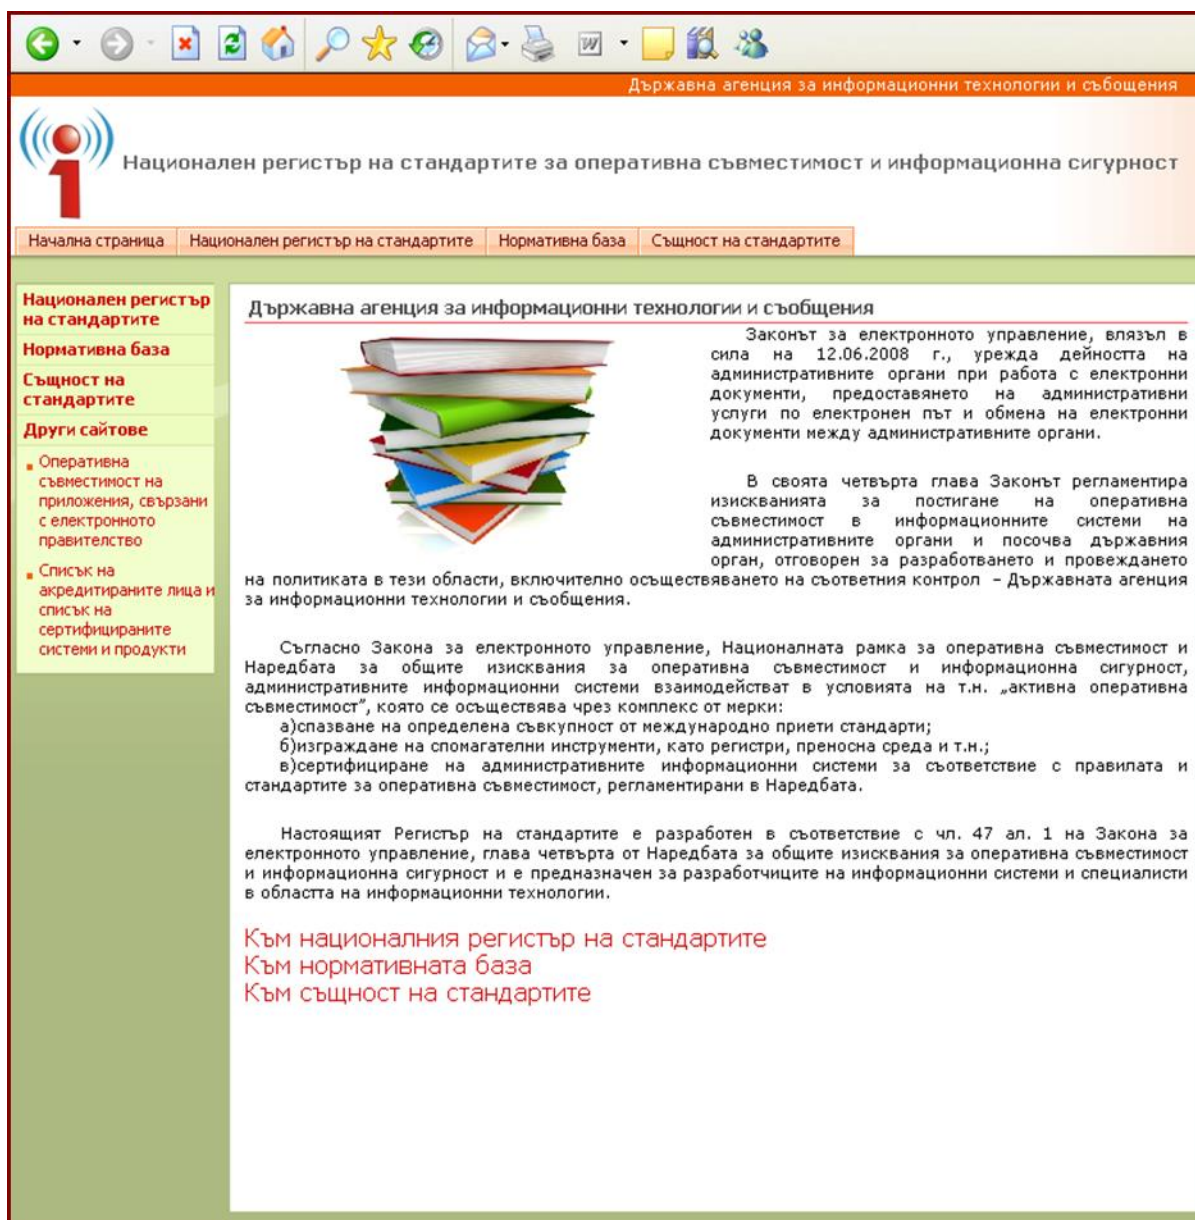 Държавна агенция за информационни технологии и събощения
Национален регистър на стандартите за оперативна съвместимост и информационна сигурност
Начална страница Национален регистър на стандартите Нормативна база Същност на стандартите
Национален регистър
на стандартите
Нормативна база
Същност на
стандартите
Други сайтове
Оперативна
съвместимост на
приложения, свързани
с електронното
правителство
Списък на
акредитираните лица и
списък на
сертифицираните
системи и продукти
Държавна агенция за информационни технологии и съобщения
Законът за електронното управление, влязъл в
сила на 12.06.2008 г., урежда дейността на
административните органи при работа с електронни
документи, предоставянето на административни
услуги по електронен път и обмена на електронни
документи между административните органи.
В своята четвърта глава Законът регламентира
изискванията за постигане на оперативна
съвместимост в информационните системи на
административните органи и посочва държавния
орган, отговорен за разработването и провеждането
на политиката в тези области, включително осъществяването на съответния контрол – Държавната агенция
за информационни технологии и съобщения.
Съгласно Закона за електронното управление, Националната рамка за оперативна съвместимост и
Наредбата за общите изисквания за оперативна съвместимост и информационна сигурност,
административните информационни системи взаимодействат в условията на т.н. „активна оперативна
съвместимост”, която се осъществява чрез комплекс от мерки:
а)спазване на определена съвкупност от международно приети стандарти;
б)изграждане на спомагателни инструменти, като регистри, преносна среда и т.н.;
в)сертифициране на административните информационни системи за съответствие с правилата и
стандартите за оперативна съвместимост, регламентирани в Наредбата.
Настоящият Регистър на стандартите е разработен в съответствие с чл. 47 ал. 1 на Закона за
електронното управление, глава четвърта от Наредбата за общите изисквания за оперативна съвместимост
и информационна сигурност и е предназначен за разработчиците на информационни системи и специалисти
в областта на информационни технологии.
Към националния регистър на стандартите
Към нормативната база
Към същност на стандартите